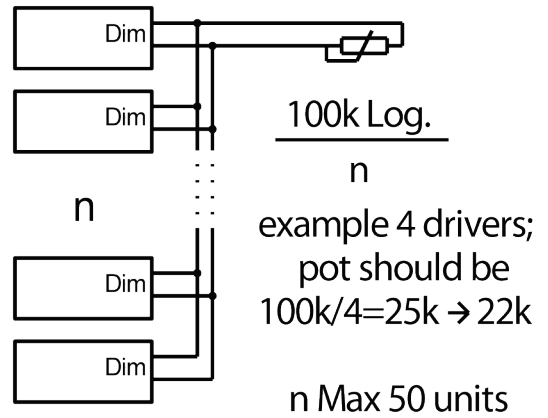 Dim
Dim
100k Log.
n
n
example 4 drivers;
pot should be
100k/4=25k → 22k
Dim
Dim
n Max 50 units